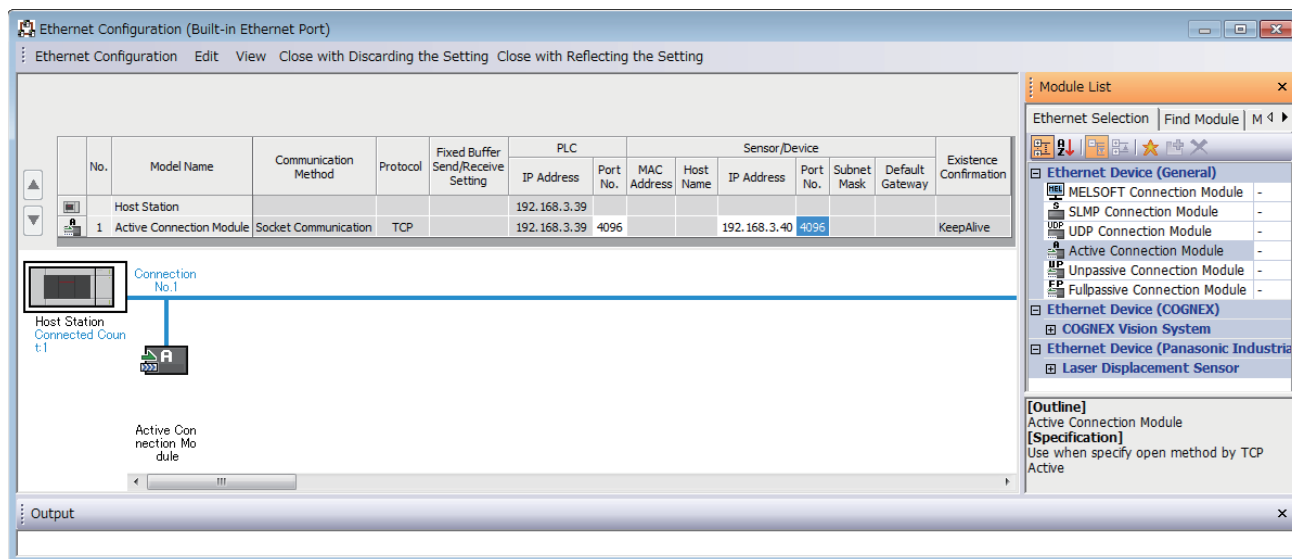 Ethernet Configuration (Built-in Ethernet Port)
Ethernet Configuration Edit View Close with Discarding the Setting Close with Reflecting the Setting
No. Model Name Communication Method Protocol Fixed Buffer Send/Receive Setting PLC Sensor/Device Existence Confirmation
IP Address Port No. MAC Address Host Name IP Address Port No. Subnet Mask Default Gateway
Host Station 192.168.3.39
1 Active Connection Module Socket Communication TCP 192.168.3.39 4096 192.168.3.40 4096 KeepAlive
Connection
No.1
Host Station
Connected Coun
t:1
A
Active Con
nection Mo
dule
Module List
Ethernet Selection Find Module M
Ethernet Device (General)
MELSOFT Connection Module -
SLMP Connection Module -
UDP Connection Module -
Active Connection Module -
Unpassive Connection Module -
Fullpassive Connection Module -
Ethernet Device (COGNEX)
COGNEX Vision System
Ethernet Device (Panasonic Industria
Laser Displacement Sensor
[Outline]
Active Connection Module
[Specification]
Use when specify open method by TCP
Active
Output